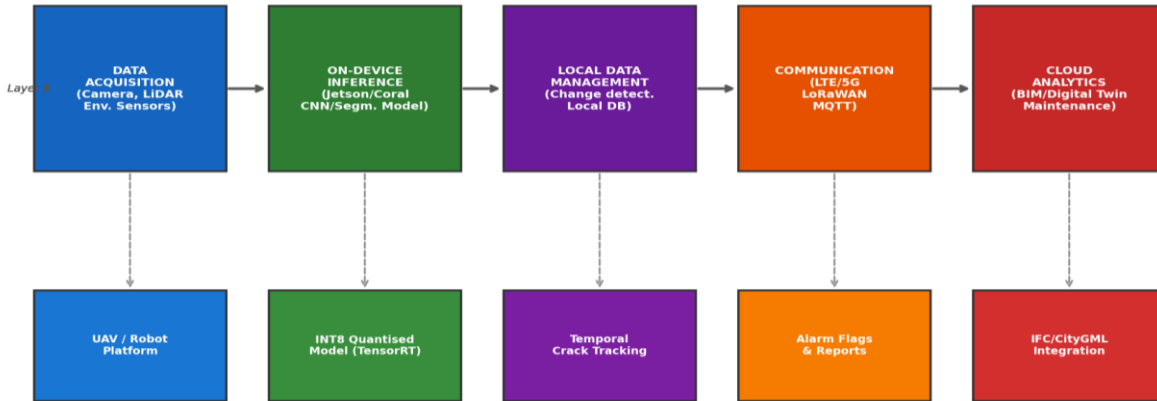 Layer
DATA
ACQUISITION
(Camera, LiDAR
Env. Sensors)
ON-DEVICE
INFERENCE
(Jetson/Coral
CNN/Segm. Model)
LOCAL DATA
MANAGEMENT
(Change detect.
Local DB)
COMMUNICATION
(LTE/5G
LoRaWAN
MQTT)
CLOUD
ANALYTICS
(BIM/Digital Twin
Maintenance)
UAV / Robot
Platform
INT8 Quantised
Model (TensorRT)
Temporal
Crack Tracking
Alarm Flags
& Reports
IFC/CityGML
Integration